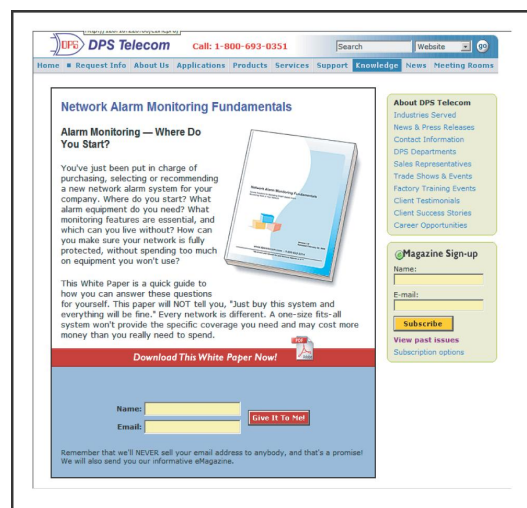 DPS DPS Telecom Call: 1-800-693-0351 Search Website go
Home Request Info About Us Applications Products Services Support Knowledge News Meeting Rooms
Network Alarm Monitoring Fundamentals
Alarm Monitoring — Where Do
You Start?
You've just been put in charge of
purchasing, selecting or recommending
a new network alarm system for your
company. Where do you start? What
alarm equipment do you need? What
monitoring features are essential, and
which can you live without? How can
you make sure your network is fully
protected, without spending too much
on equipment you won't use?
Network Alarm Monitoring Fundamentals
This White Paper is a quick guide to
how you can answer these questions
for yourself. This paper will NOT tell you, "Just buy this system and
everything will be fine." Every network is different. A one-size fits-all
system won't provide the specific coverage you need and may cost more
money than you really need to spend.
Download This White Paper Now!
PDF
Name:
Email:
Give It To Me!
Remember that we'll NEVER sell your email address to anybody, and that's a promise!
We will also send you our informative eMagazine.
About DPS Telecom
Industries Served
News & Press Releases
Contact Information
DPS Departments
Sales Representatives
Trade Shows & Events
Factory Training Events
Client Testimonials
Client Success Stories
Career Opportunities
eMagazine Sign-up
Name:
E-mail:
Subscribe
View past issues
Subscription options